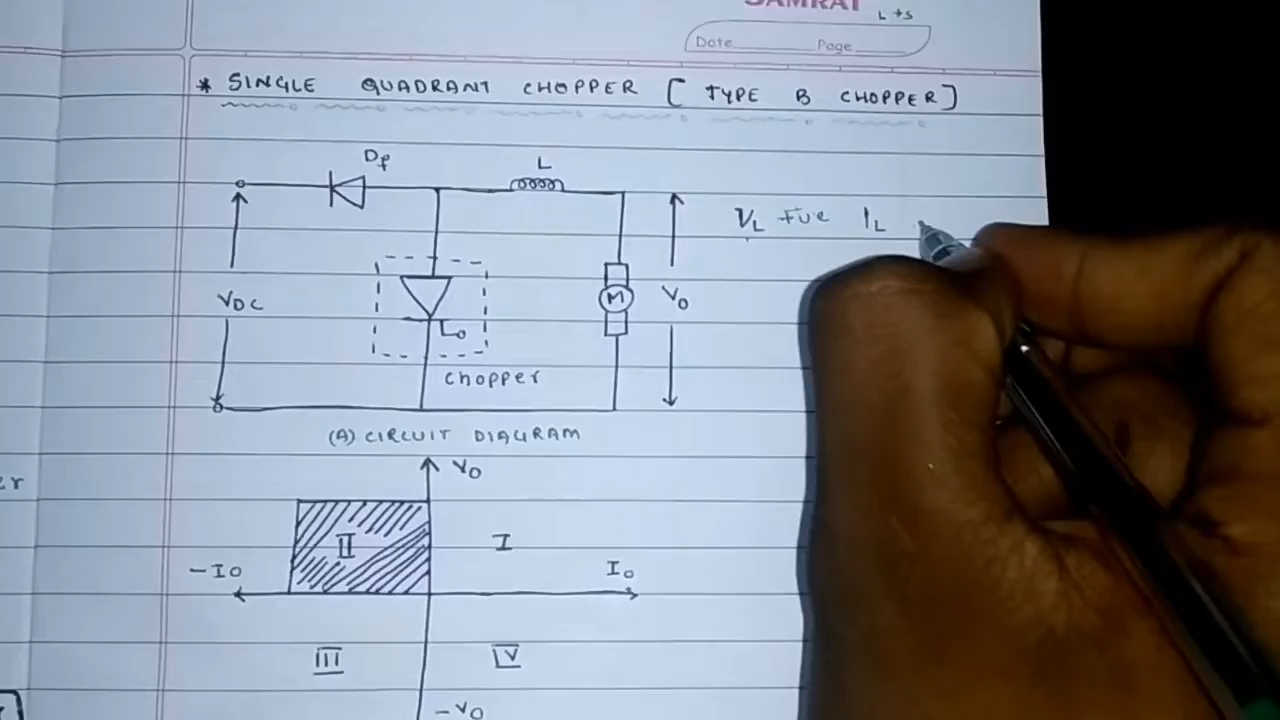 SAMRAT
L→S
Date Page
* SINGLE QUADRANT CHOPPER [TYPE B CHOPPER]
Df
L
VL +ve IL
VDC
Lo
M
Vo
chopper
(A) CIRCUIT DIAGRAM
Vo
er
II
I
-Io
Io
III
IV
-Vo